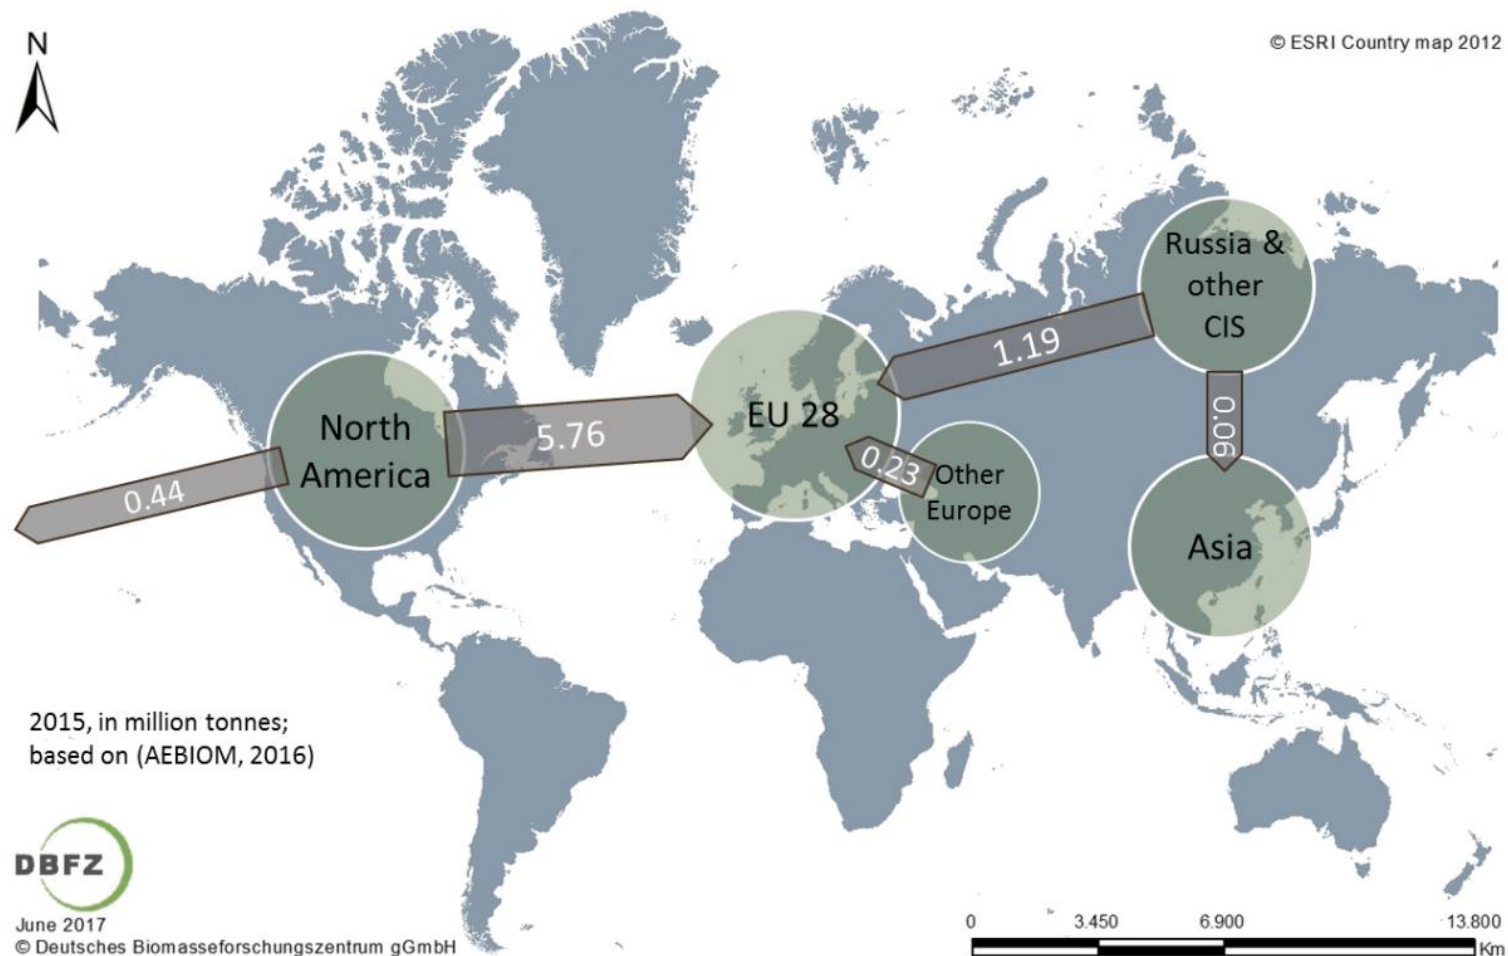 N
© ESRI Country map 2012
Russia &
other
CIS
1.19
North
America
5.76
EU 28
0.06
0.44
0.23
Other
Europe
Asia
2015, in million tonnes;
based on (AEBIOM, 2016)
DBFZ
June 2017
© Deutsches Biomasseforschungszentrum gGmbH
0 3.450 6.900 13.800
Km